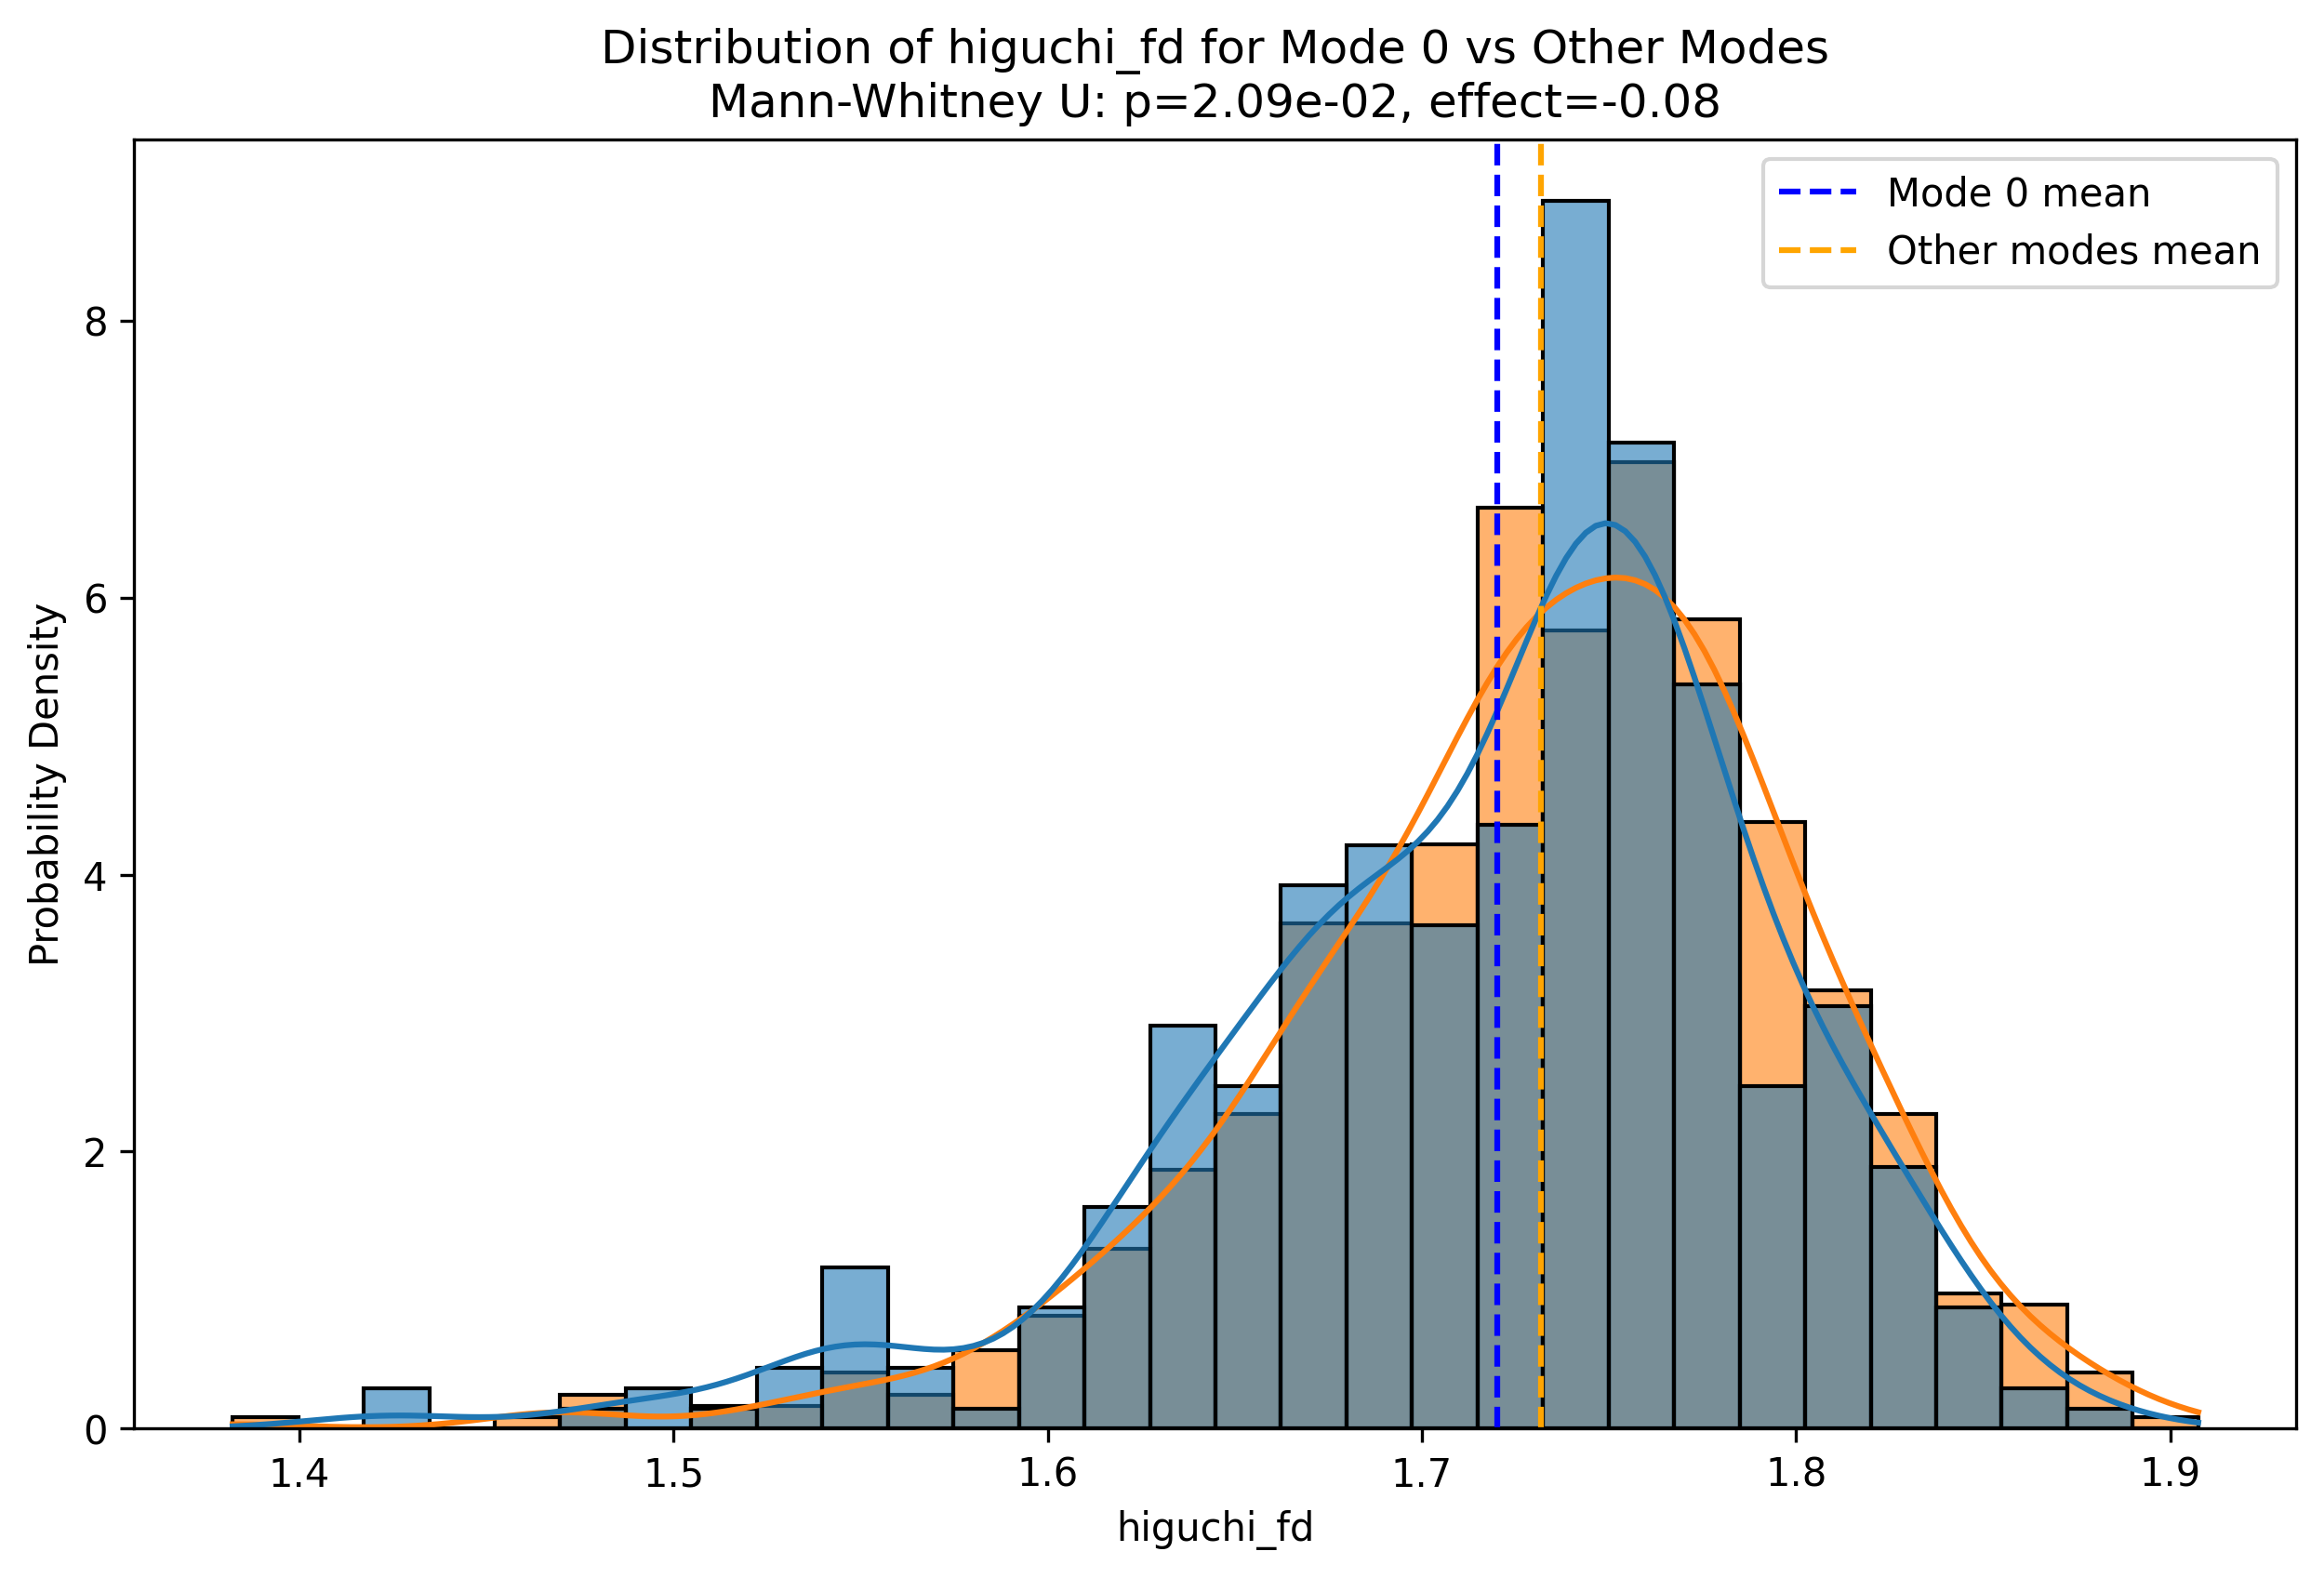 Distribution of higuchi_fd for Mode 0 vs Other Modes
Mann-Whitney U: p=2.09e-02, effect=-0.08
Mode 0 mean
Other modes mean
Probability Density
8
6
4
2
0
1.4 1.5 1.6 1.7 1.8 1.9
higuchi_fd